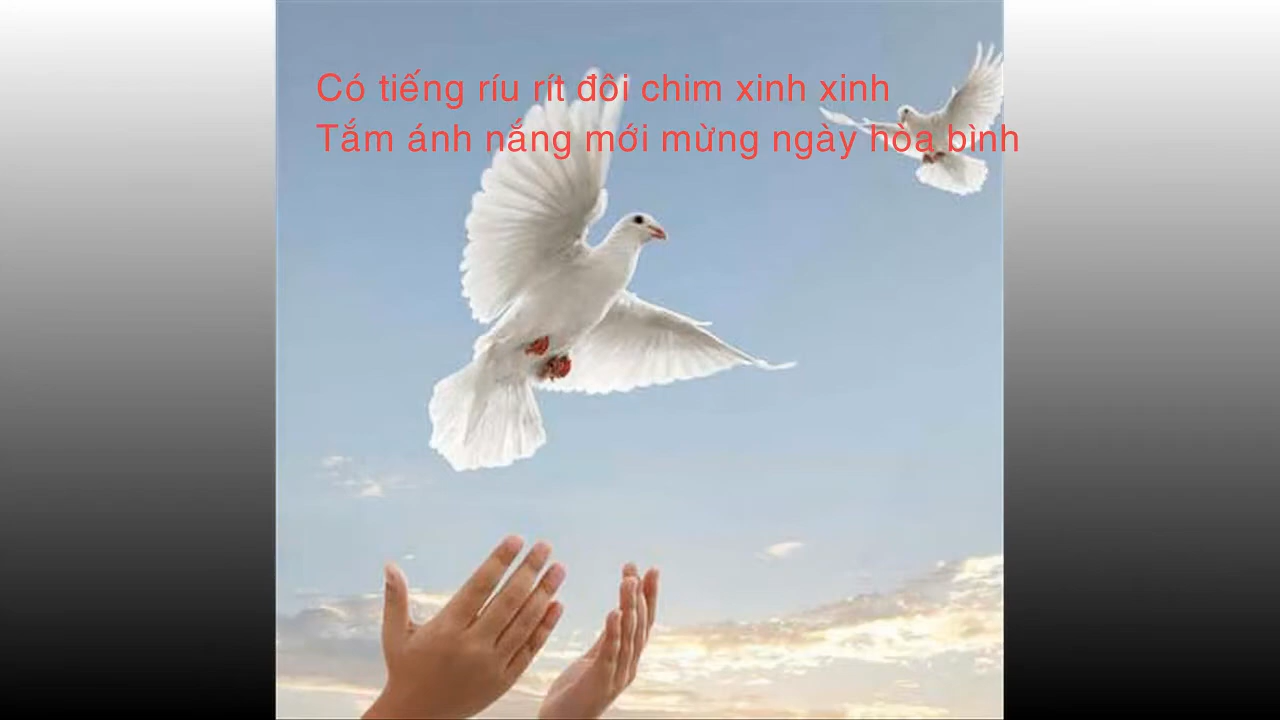 Có tiếng ríu rít đôi chim xinh xinh
Tắm ánh nắng mới mừng ngày hòa bình